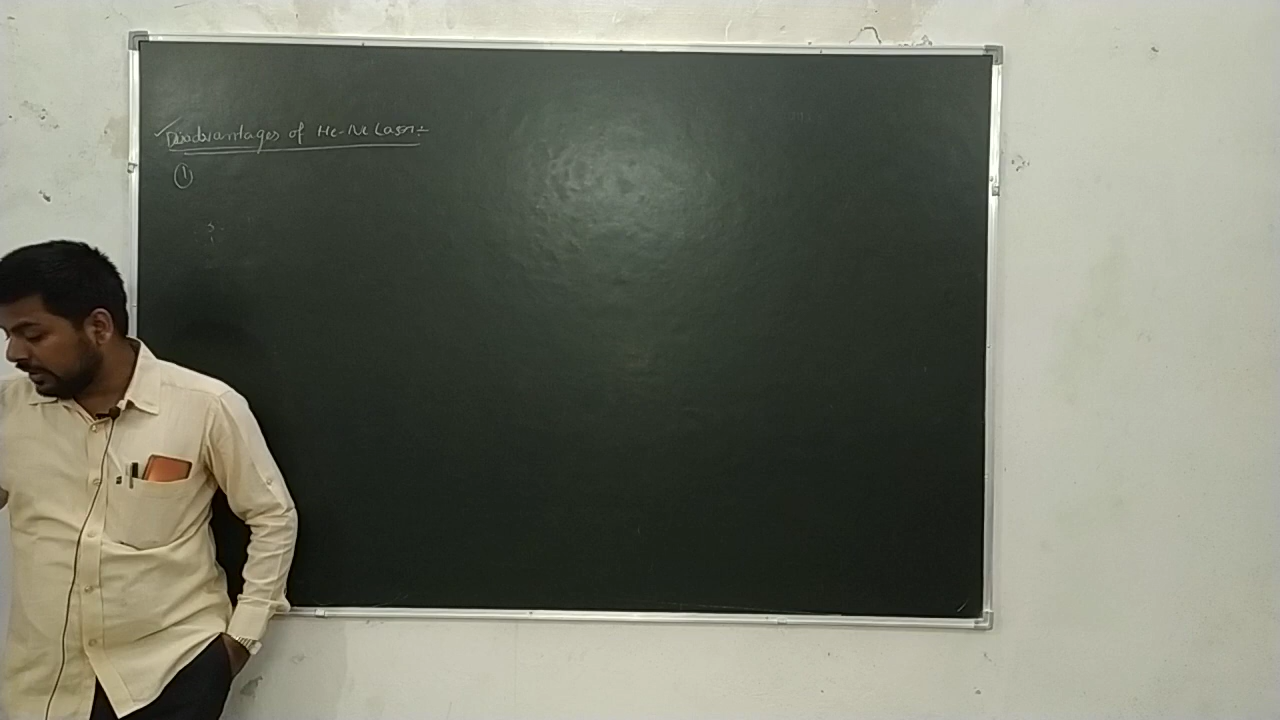 ✓Disadvantages of He-Ne Laser:-
①